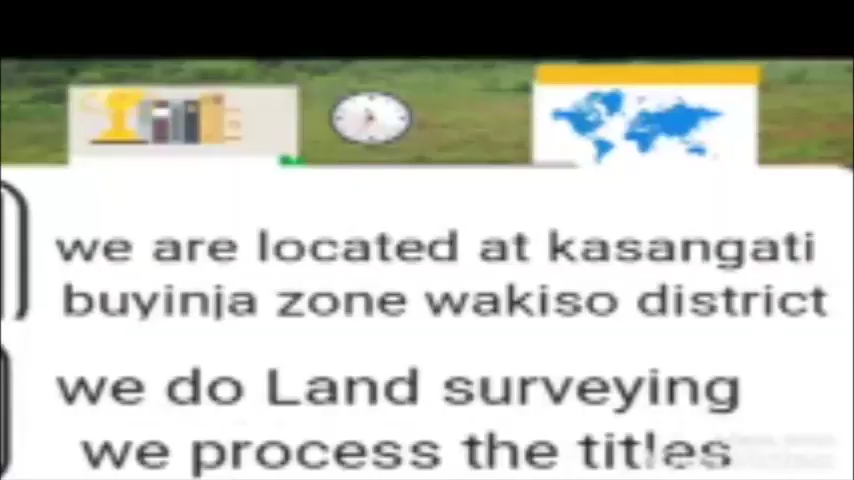 we are located at kasangati
buyinja zone wakiso district
we do Land surveying
we process the titles